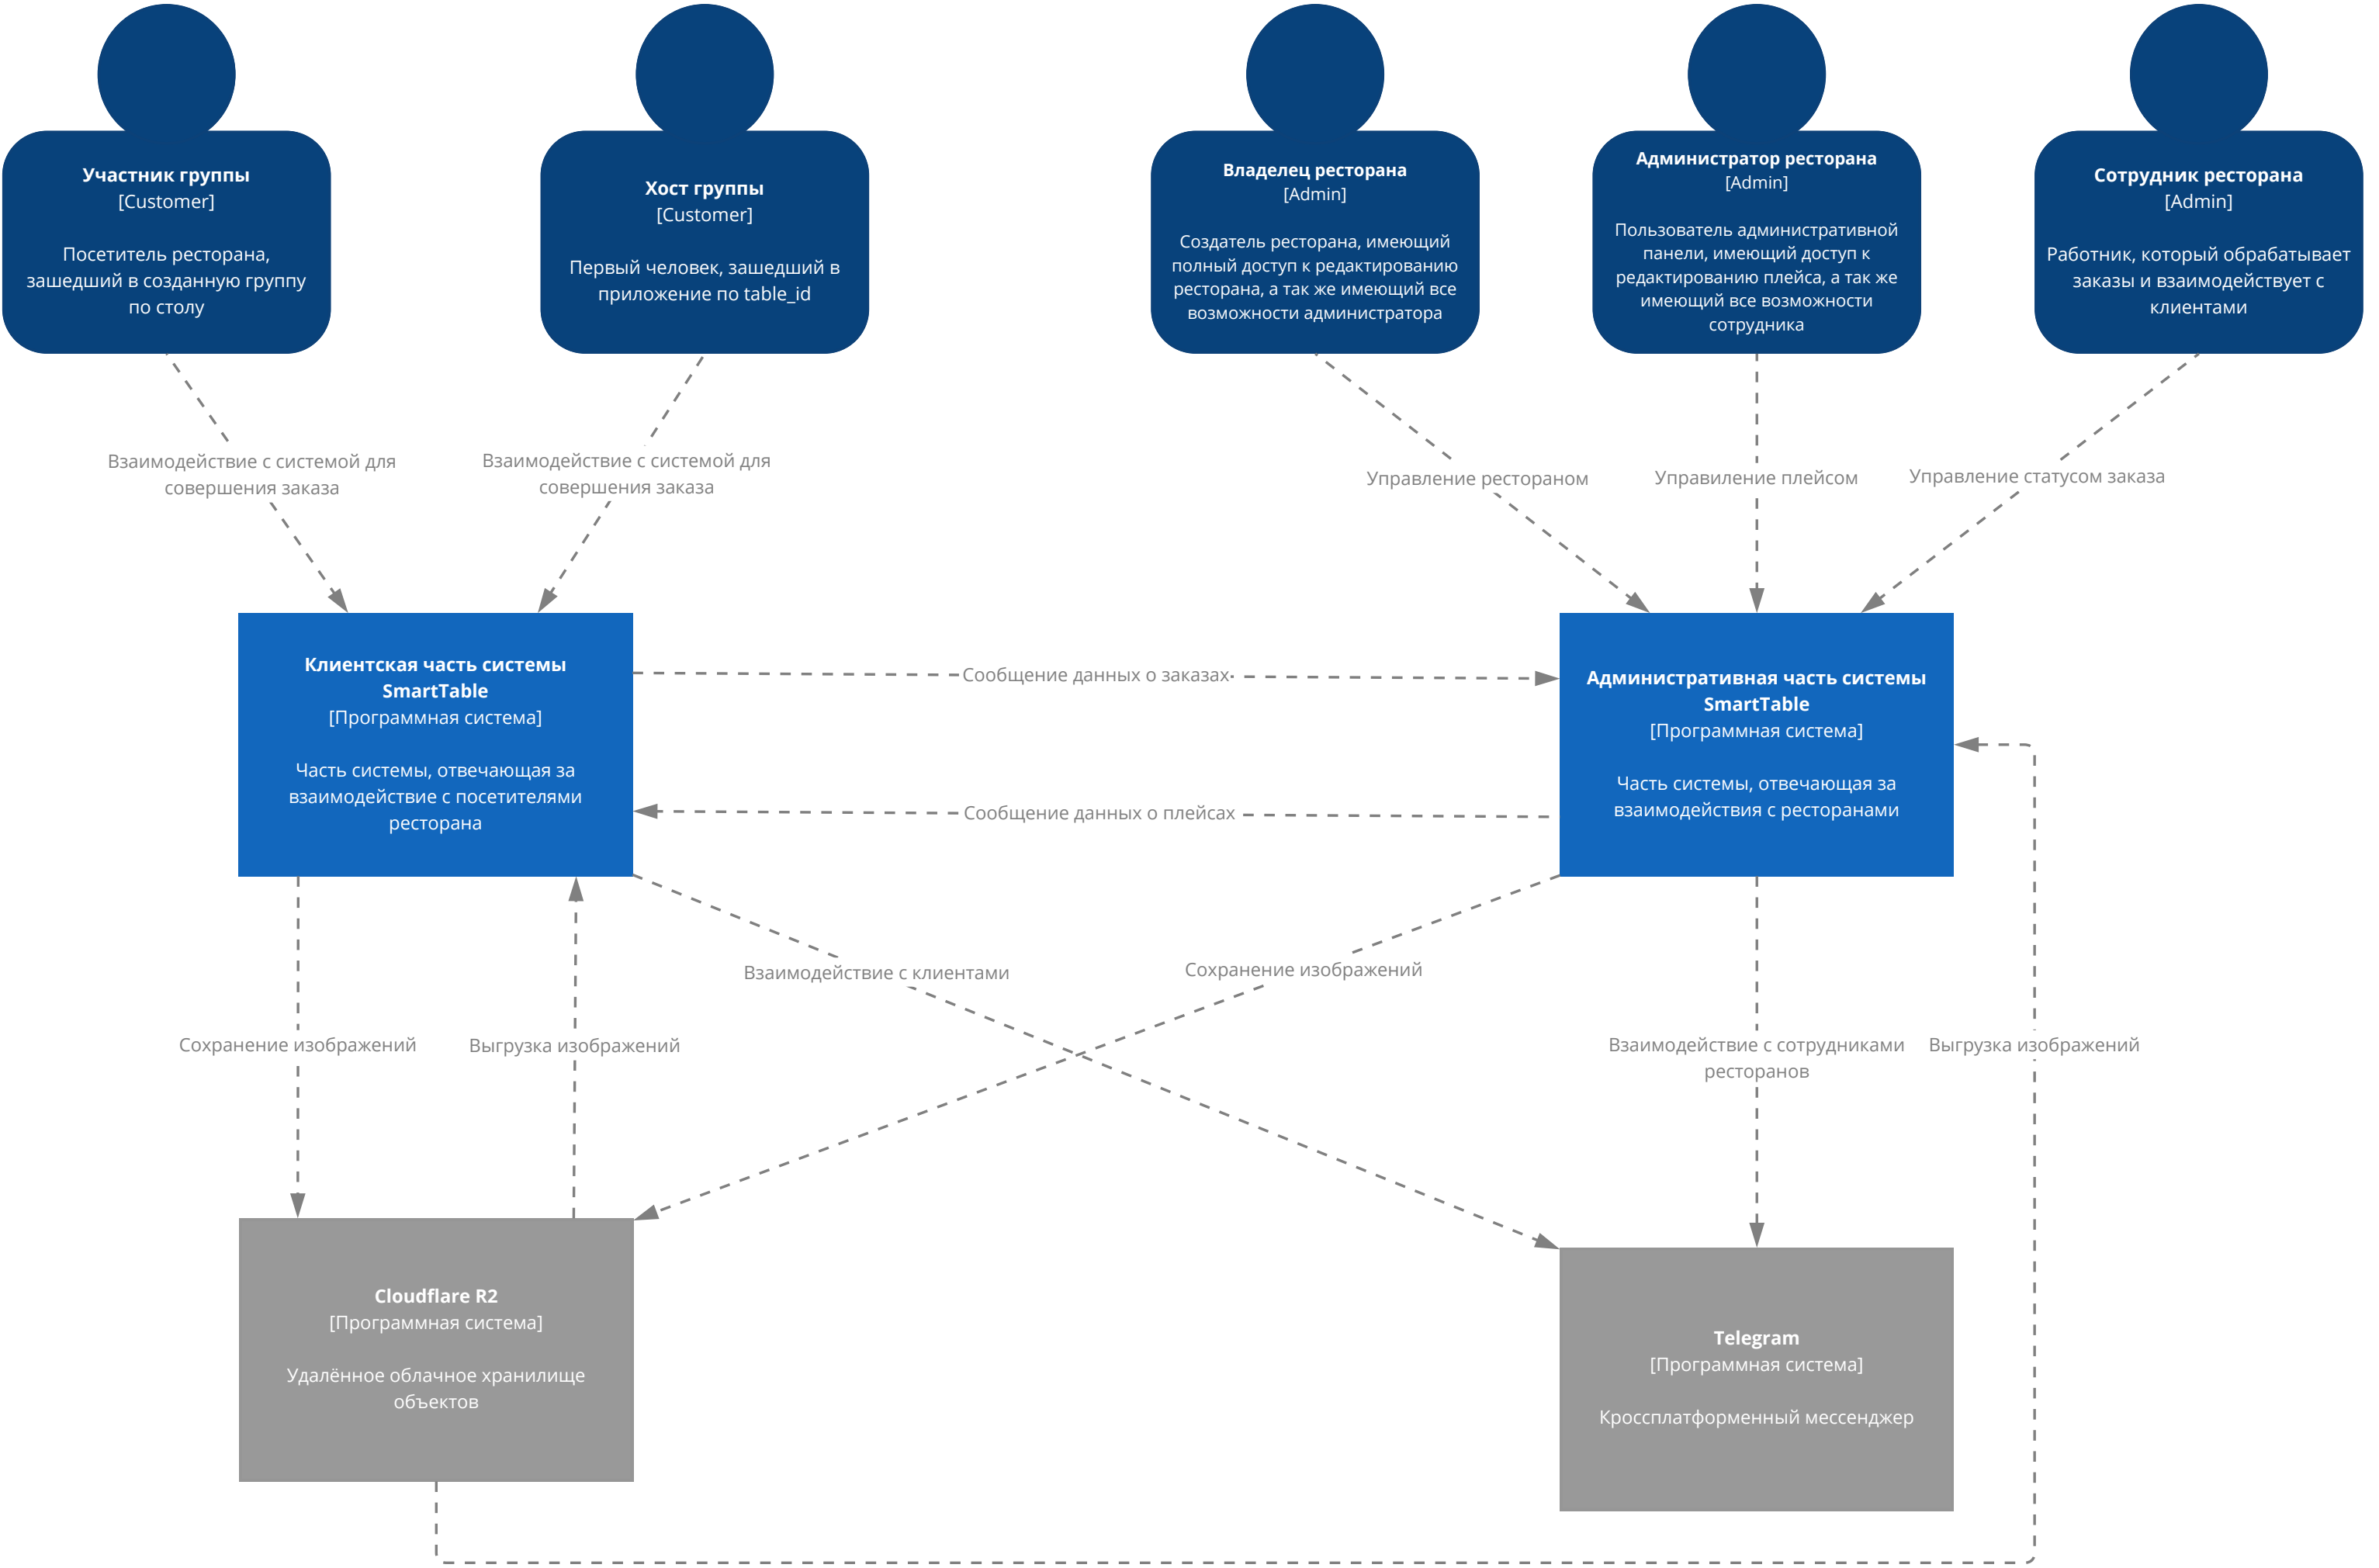 Участник группы
[Customer]
Посетитель ресторана,
зашедший в созданную группу
по столу
Хост группы
[Customer]
Первый человек, зашедший в
приложение по table_id
Владелец ресторана
[Admin]
Создатель ресторана, имеющий
полный доступ к редактированию
ресторана, а так же имеющий все
возможности администратора
Администратор ресторана
[Admin]
Пользователь административной
панели, имеющий доступ к
редактированию плейса, а так же
имеющий все возможности
сотрудника
Сотрудник ресторана
[Admin]
Работник, который обрабатывает
заказы и взаимодействует с
клиентами
Взаимодействие с системой для
совершения заказа
Взаимодействие с системой для
совершения заказа
Управление рестораном
Управиление плейсом
Управление статусом заказа
Клиентская часть системы
SmartTable
[Программная система]
Часть системы, отвечающая за
взаимодействие с посетителями
ресторана
Сообщение данных о заказах
Сообщение данных о плейсах
Административная часть системы
SmartTable
[Программная система]
Часть системы, отвечающая за
взаимодействия с ресторанами
Взаимодействие с клиентами
Сохранение изображений
Сохранение изображений
Выгрузка изображений
Взаимодействие с сотрудниками
ресторанов
Выгрузка изображений
Cloudflare R2
[Программная система]
Удалённое облачное хранилище
объектов
Telegram
[Программная система]
Кроссплатформенный мессенджер